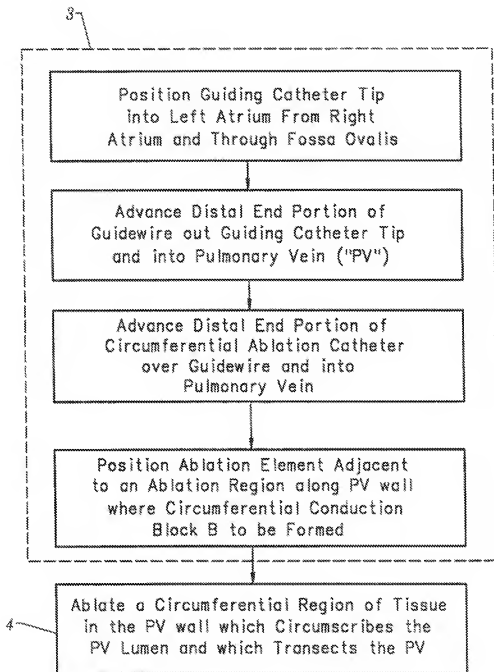 3
Position Guiding Catheter Tip
into Left Atrium From Right
Atrium and Through Fossa Ovalis
Advance Distal End Portion of
Guidewire out Guiding Catheter Tip
and into Pulmonary Vein ("PV")
Advance Distal End Portion of
Circumferential Ablation Catheter
over Guidewire and into
Pulmonary Vein
Position Ablation Element Adjacent
to an Ablation Region along PV wall
where Circumferential Conduction
Block B to be Formed
4
Ablate a Circumferential Region of Tissue
in the PV wall which Circumscribes the
PV Lumen and which Transects the PV